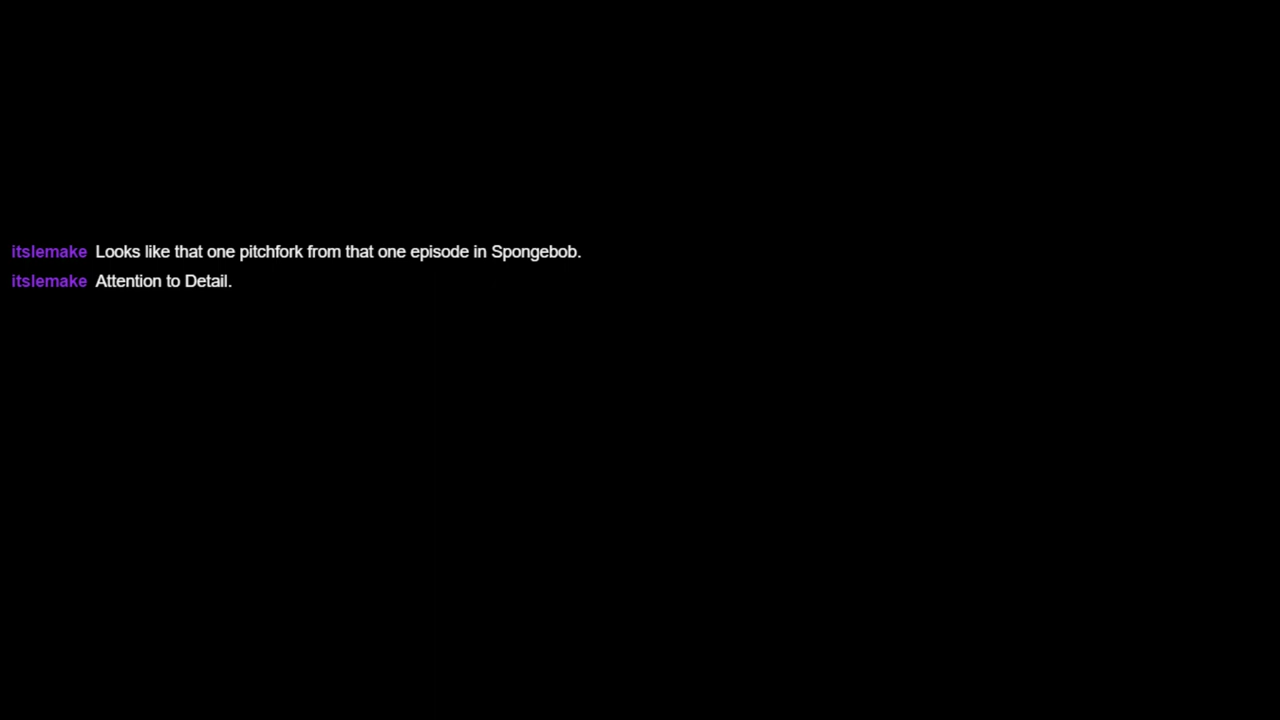 itslemake Looks like that one pitchfork from that one episode in Spongebob.
itslemake Attention to Detail.